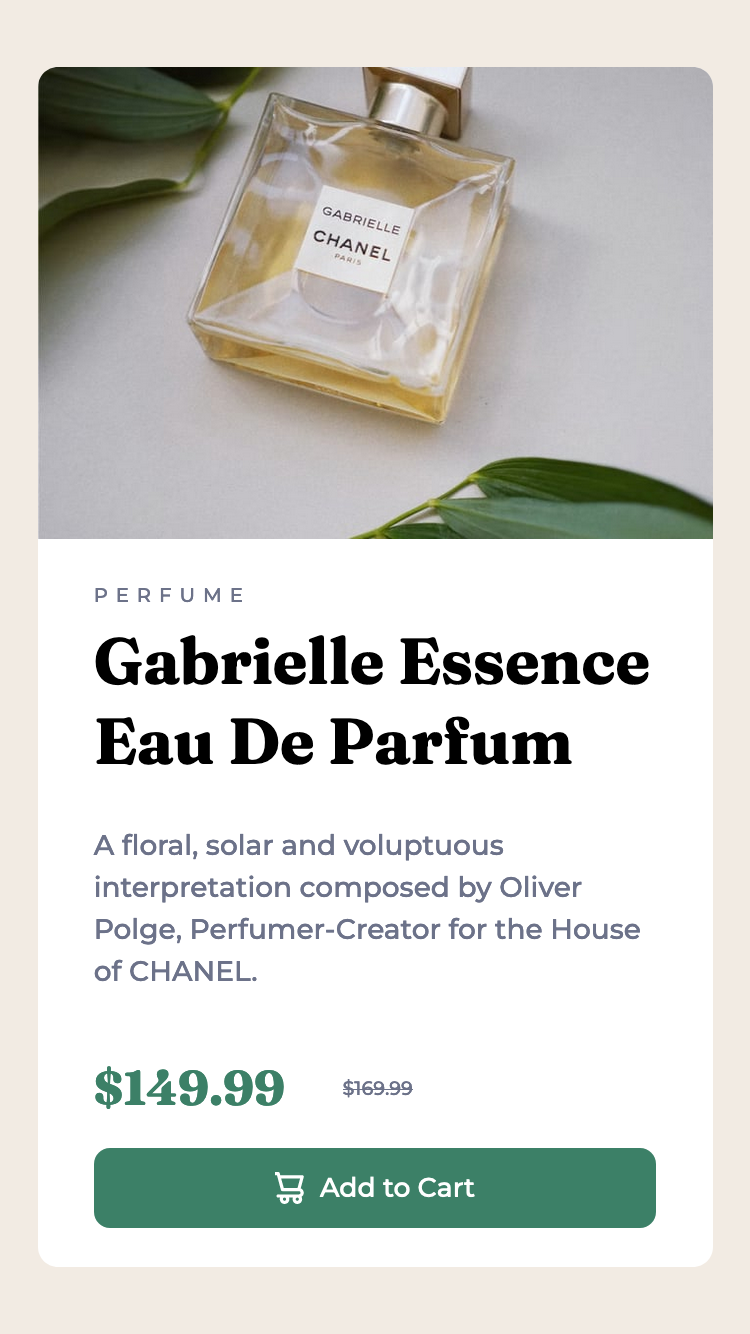 GABRIELLE
CHANEL
PARIS
PERFUME
Gabrielle Essence
Eau De Parfum
A floral, solar and voluptuous
interpretation composed by Oliver
Polge, Perfumer-Creator for the House
of CHANEL.
$149.99 $169.99
Add to Cart